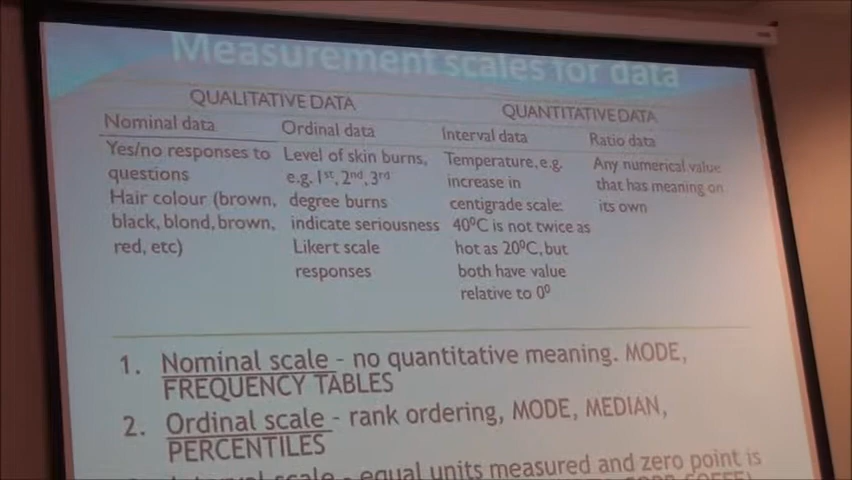 Measurement scales for data
QUALITATIVE DATA
QUANTITATIVE DATA
Nominal data
Ordinal data
Interval data
Ratio data
Yes/no responses to
questions
Hair colour (brown,
black, blond, brown,
red, etc)
Level of skin burns,
e.g. 1st, 2nd, 3rd
degree burns
indicate seriousness
Likert scale
responses
Temperature, e.g.
increase in
centigrade scale:
40⁰C is not twice as
hot as 20⁰C, but
both have value
relative to 0⁰
Any numerical value
that has meaning on
its own
1. Nominal scale - no quantitative meaning. MODE,
FREQUENCY TABLES
2. Ordinal scale - rank ordering, MODE, MEDIAN,
PERCENTILES
scale - equal units measured and zero point is